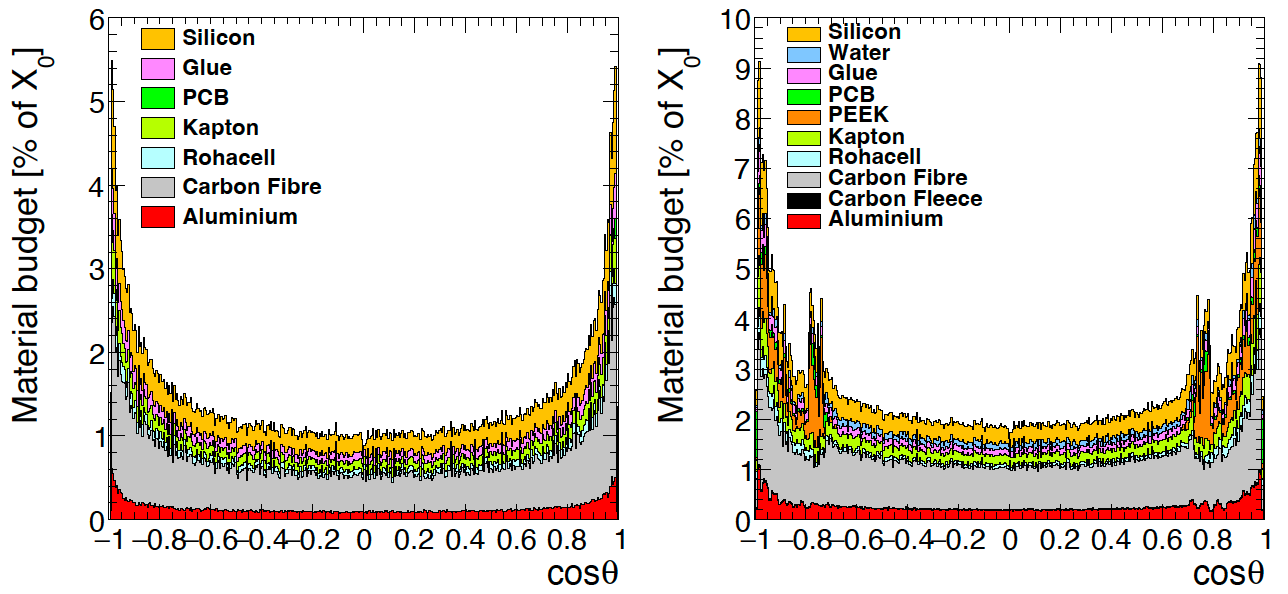 Material budget [% of X0]
6
5
4
3
2
1
0
Silicon
Glue
PCB
Kapton
Rohacell
Carbon Fibre
Aluminium
−1 −0.8 −0.6 −0.4 −0.2 0 0.2 0.4 0.6 0.8 1
cosθ
Material budget [% of X0]
10
9
8
7
6
5
4
3
2
1
0
Silicon
Water
Glue
PCB
PEEK
Kapton
Rohacell
Carbon Fibre
Carbon Fleece
Aluminium
−1 −0.8 −0.6 −0.4 −0.2 0 0.2 0.4 0.6 0.8 1
cosθ